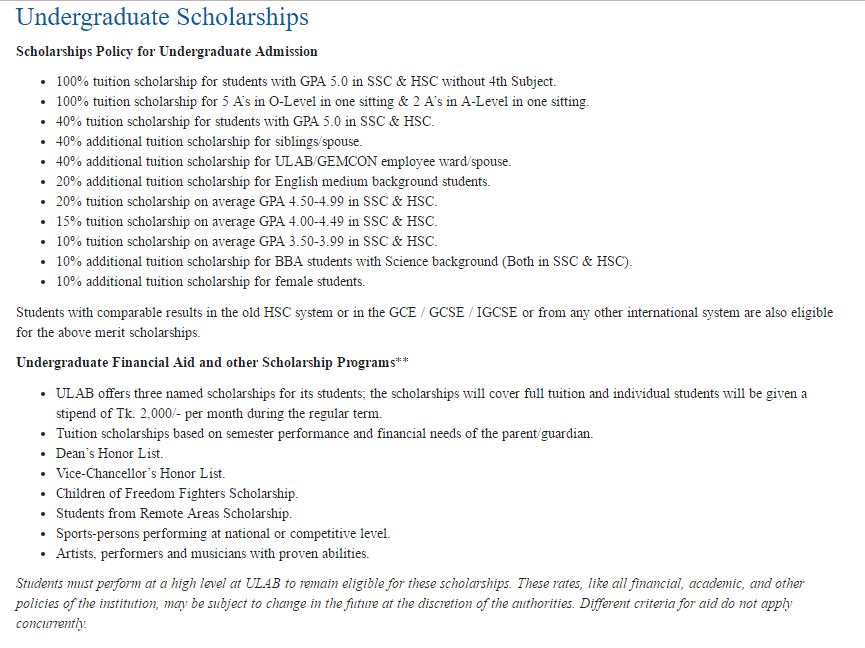 Undergraduate Scholarships
Scholarships Policy for Undergraduate Admission
• 100% tuition scholarship for students with GPA 5.0 in SSC & HSC without 4th Subject.
• 100% tuition scholarship for 5 A's in O-Level in one sitting & 2 A's in A-Level in one sitting.
• 40% tuition scholarship for students with GPA 5.0 in SSC & HSC.
• 40% additional tuition scholarship for siblings/spouse.
• 40% additional tuition scholarship for ULAB/GEMCON employee ward/spouse.
• 20% additional tuition scholarship for English medium background students.
• 20% tuition scholarship on average GPA 4.50-4.99 in SSC & HSC.
• 15% tuition scholarship on average GPA 4.00-4.49 in SSC & HSC.
• 10% tuition scholarship on average GPA 3.50-3.99 in SSC & HSC.
• 10% additional tuition scholarship for BBA students with Science background (Both in SSC & HSC).
• 10% additional tuition scholarship for female students.
Students with comparable results in the old HSC system or in the GCE / GCSE / IGCSE or from any other international system are also eligible
for the above merit scholarships.
Undergraduate Financial Aid and other Scholarship Programs**
• ULAB offers three named scholarships for its students; the scholarships will cover full tuition and individual students will be given a
stipend of Tk. 2,000/- per month during the regular term.
• Tuition scholarships based on semester performance and financial needs of the parent/guardian.
• Dean's Honor List.
• Vice-Chancellor's Honor List.
• Children of Freedom Fighters Scholarship.
• Students from Remote Areas Scholarship.
• Sports-persons performing at national or competitive level.
• Artists, performers and musicians with proven abilities.
Students must perform at a high level at ULAB to remain eligible for these scholarships. These rates, like all financial, academic, and other
policies of the institution, may be subject to change in the future at the discretion of the authorities. Different criteria for aid do not apply
concurrently.